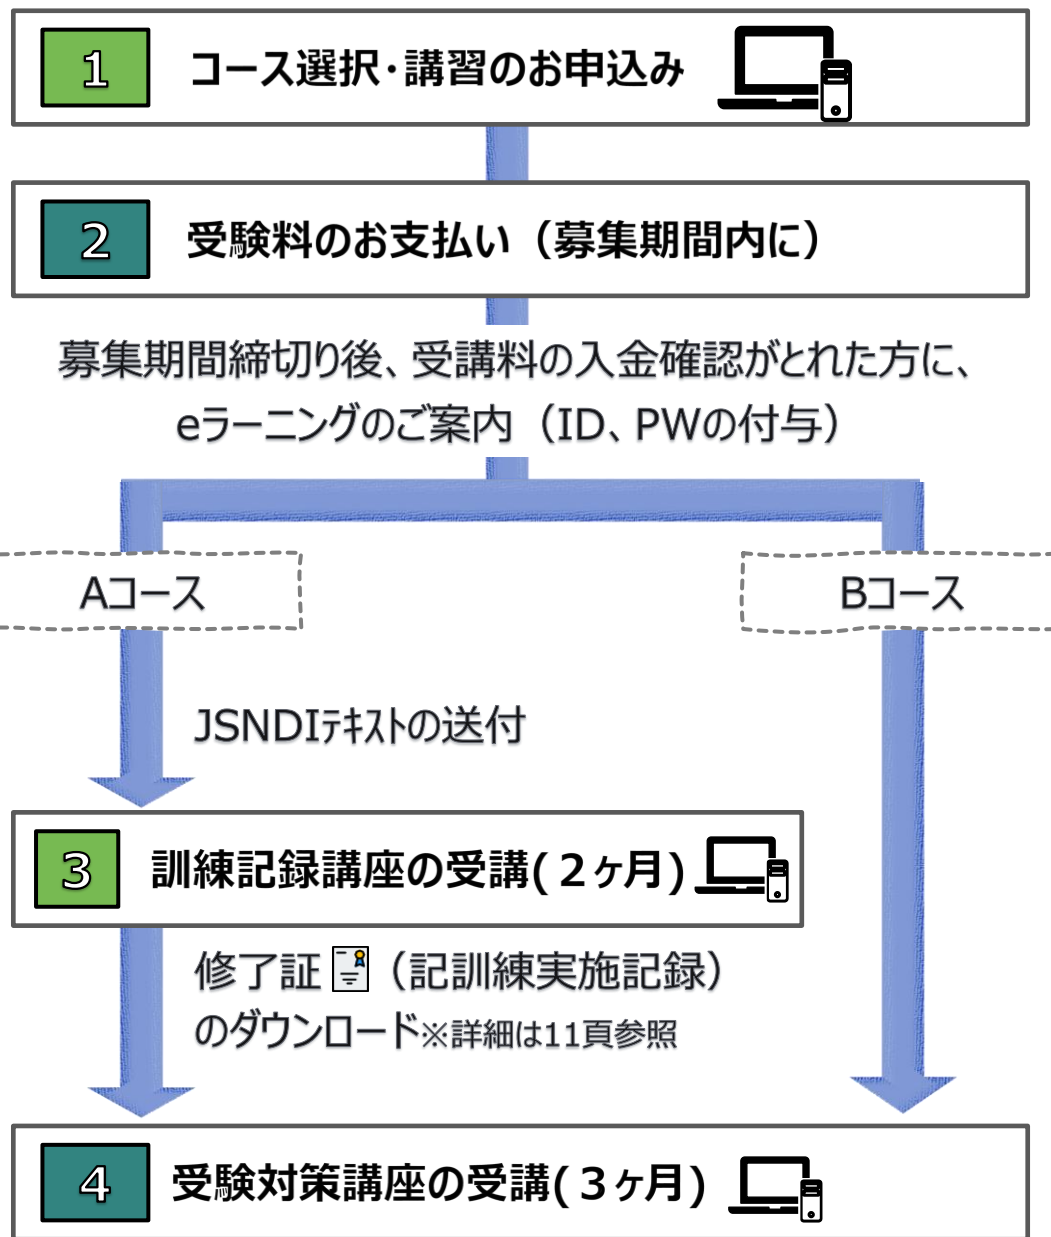 1 コース選択・講習のお申込み
2 受験料のお支払い（募集期間内に）
募集期間締切り後、受講料の入金確認がとれた方に、
eラーニングのご案内（ID、PWの付与）
Aコース
Bコース
JSNDIテキストの送付
3 訓練記録講座の受講(２ヶ月)
修了証（記訓練実施記録）
のダウンロード※詳細は11頁参照
4 受験対策講座の受講(３ヶ月)